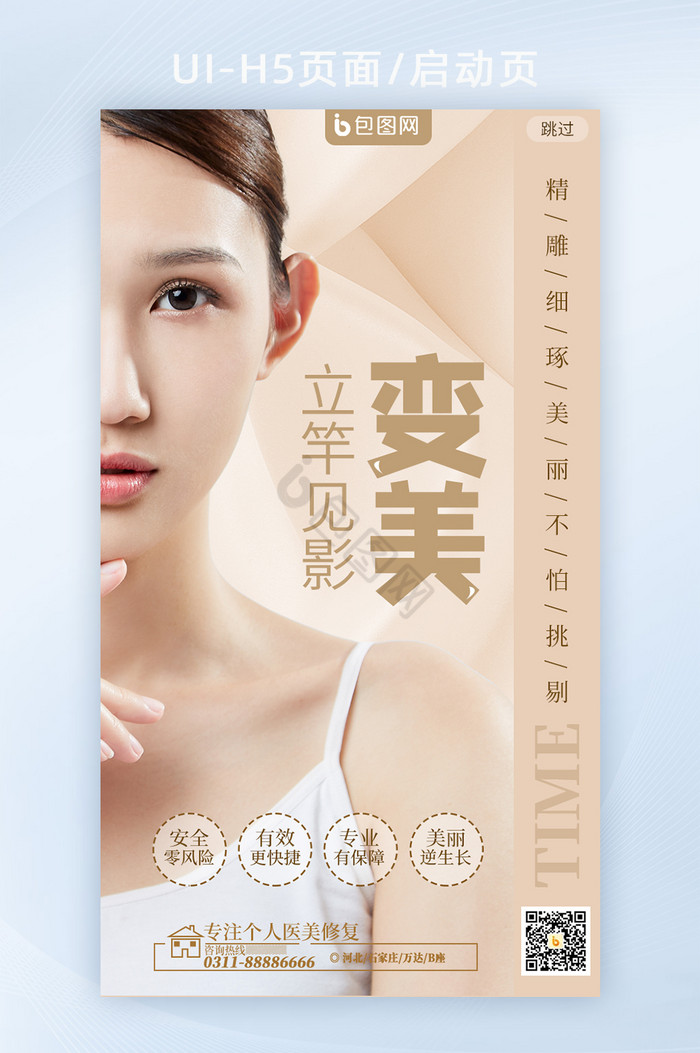 UI-H5页面/启动页
包图网
跳过
精/雕/细/琢/美/丽/不/怕/挑/剔
变美
立竿见影
包图网
TIME
安全
零风险
有效
更快捷
专业
有保障
美丽
逆生长
专注个人医美修复
咨询热线
0311-88886666
◎河北/石家庄/万达/B座